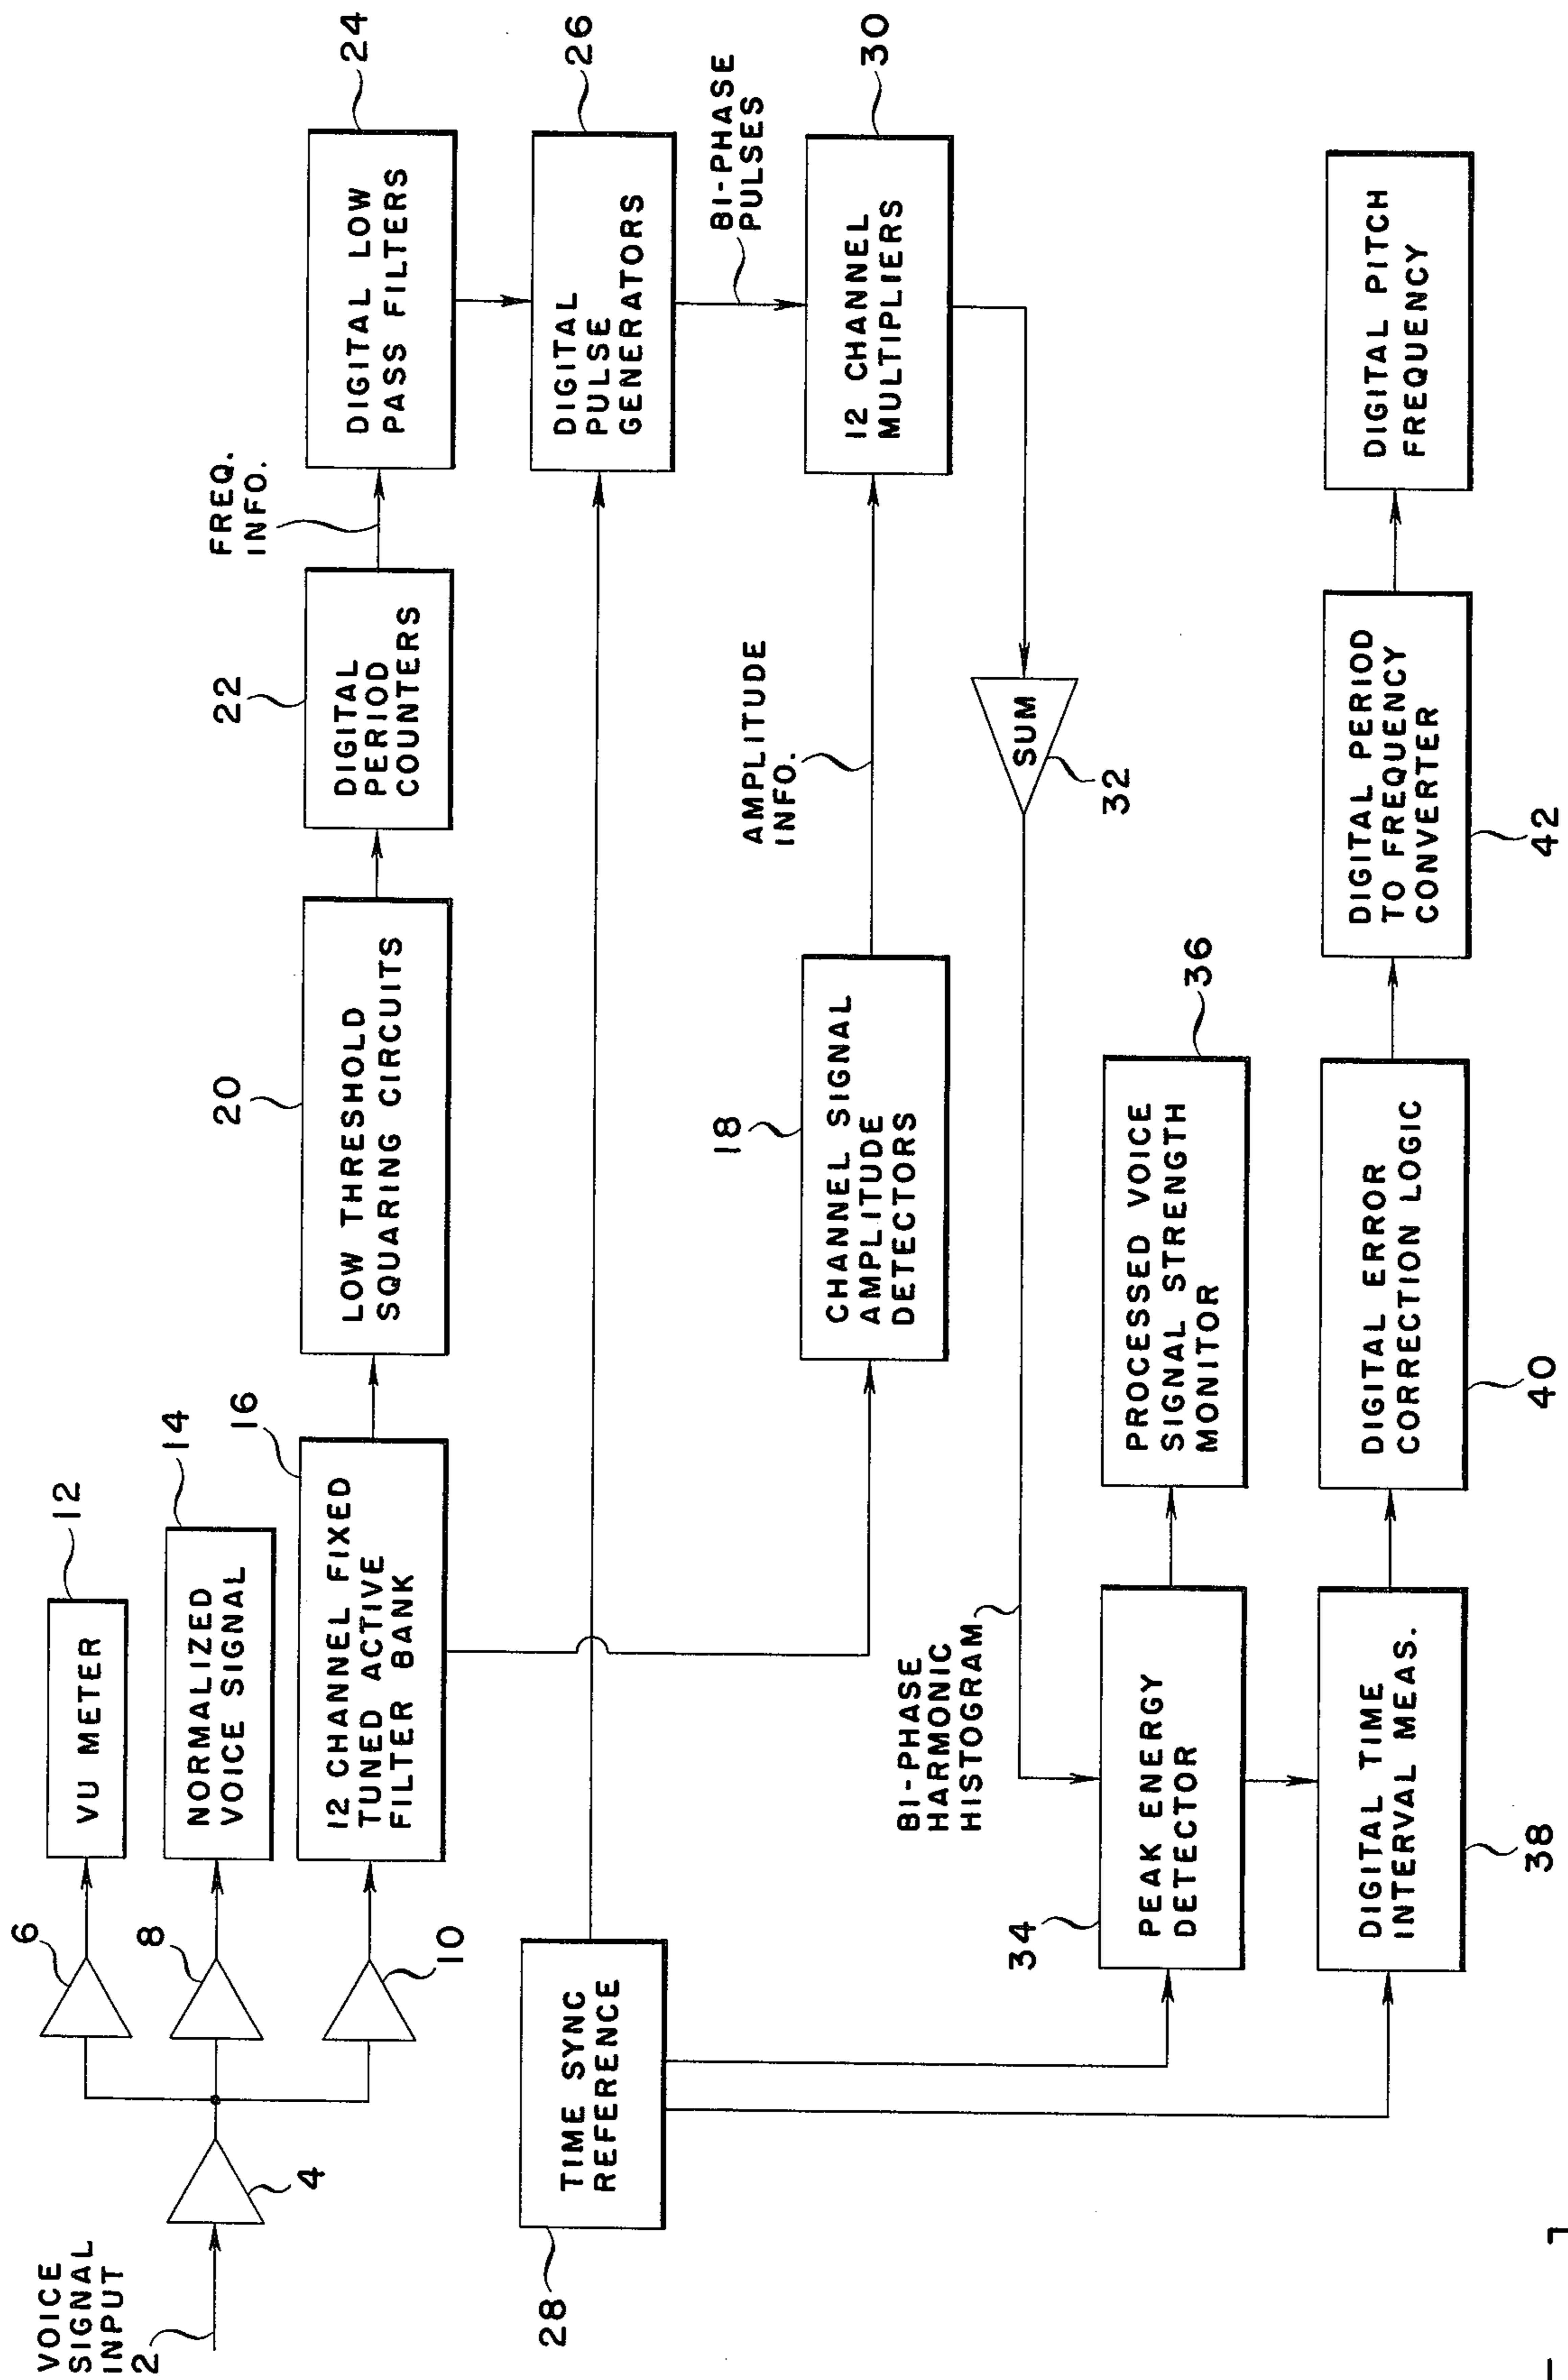 VOICE
SIGNAL
INPUT
2
4
6
8
10
VU METER
12
NORMALIZED
VOICE SIGNAL
14
12 CHANNEL FIXED
TUNED ACTIVE
FILTER BANK
16
LOW THRESHOLD
SQUARING CIRCUITS
20
DIGITAL
PERIOD
COUNTERS
22
FREQ.
INFO.
DIGITAL LOW
PASS FILTERS
24
TIME SYNC
REFERENCE
28
DIGITAL
PULSE
GENERATORS
26
BI-PHASE
PULSES
CHANNEL SIGNAL
AMPLITUDE
DETECTORS
18
AMPLITUDE
INFO.
12 CHANNEL
MULTIPLIERS
30
SUM
32
BI-PHASE
HARMONIC
HISTOGRAM
PEAK ENERGY
DETECTOR
34
PROCESSED VOICE
SIGNAL STRENGTH
MONITOR
36
DIGITAL TIME
INTERVAL MEAS.
38
DIGITAL ERROR
CORRECTION LOGIC
40
DIGITAL PERIOD
TO FREQUENCY
CONVERTER
42
DIGITAL PITCH
FREQUENCY